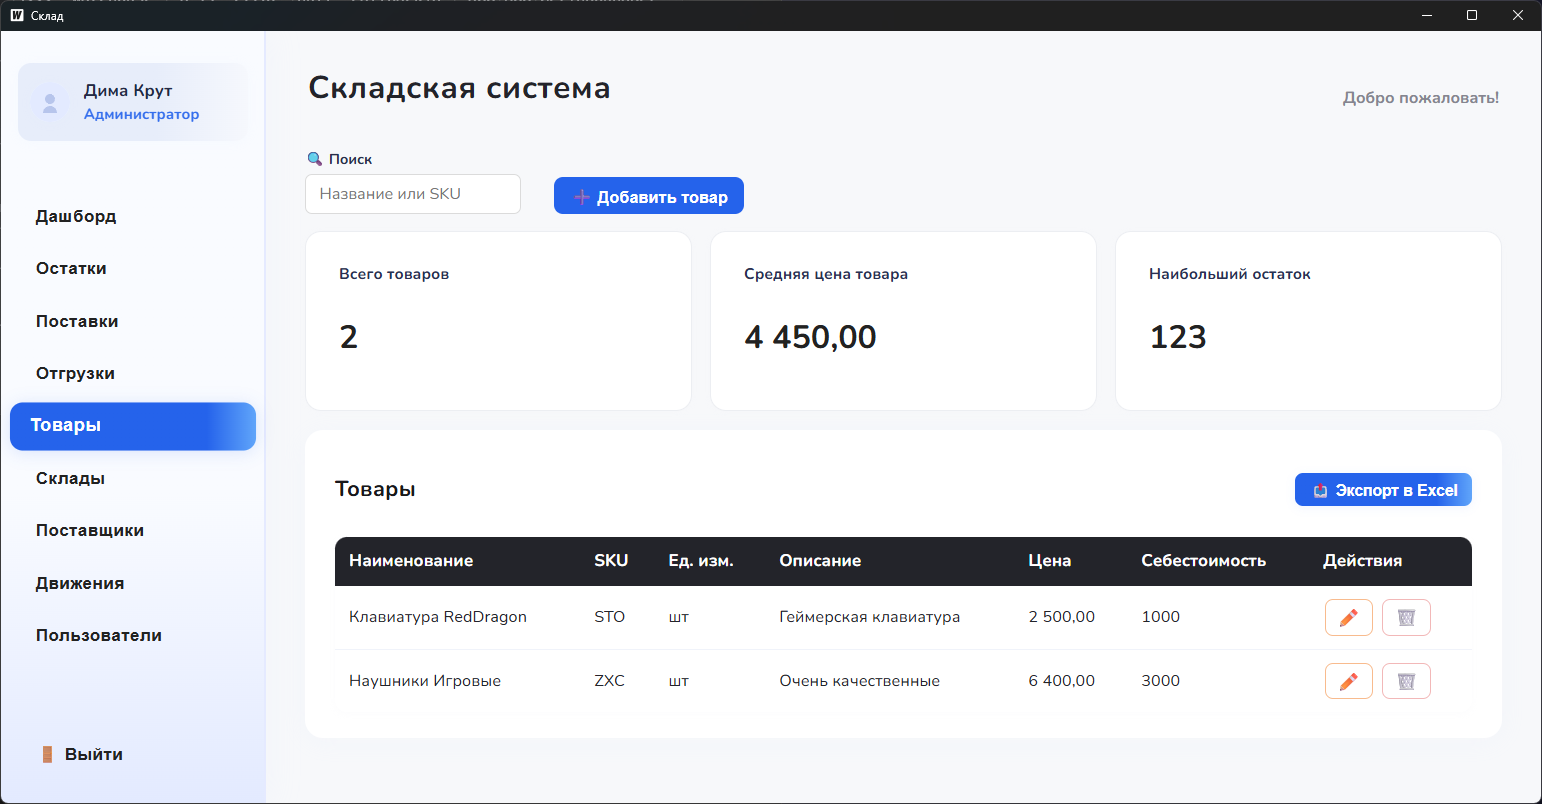 W Склад
Дима Крут
Администратор
Дашборд
Остатки
Поставки
Отгрузки
Товары
Склады
Поставщики
Движения
Пользователи
Выйти
Складская система
Добро пожаловать!
Поиск
Название или SKU
Добавить товар
Всего товаров
2
Средняя цена товара
4 450,00
Наибольший остаток
123
Товары
Экспорт в Excel
Наименование SKU Ед. изм. Описание Цена Себестоимость Действия
Клавиатура RedDragon STO шт Геймерская клавиатура 2 500,00 1000
Наушники Игровые ZXC шт Очень качественные 6 400,00 3000